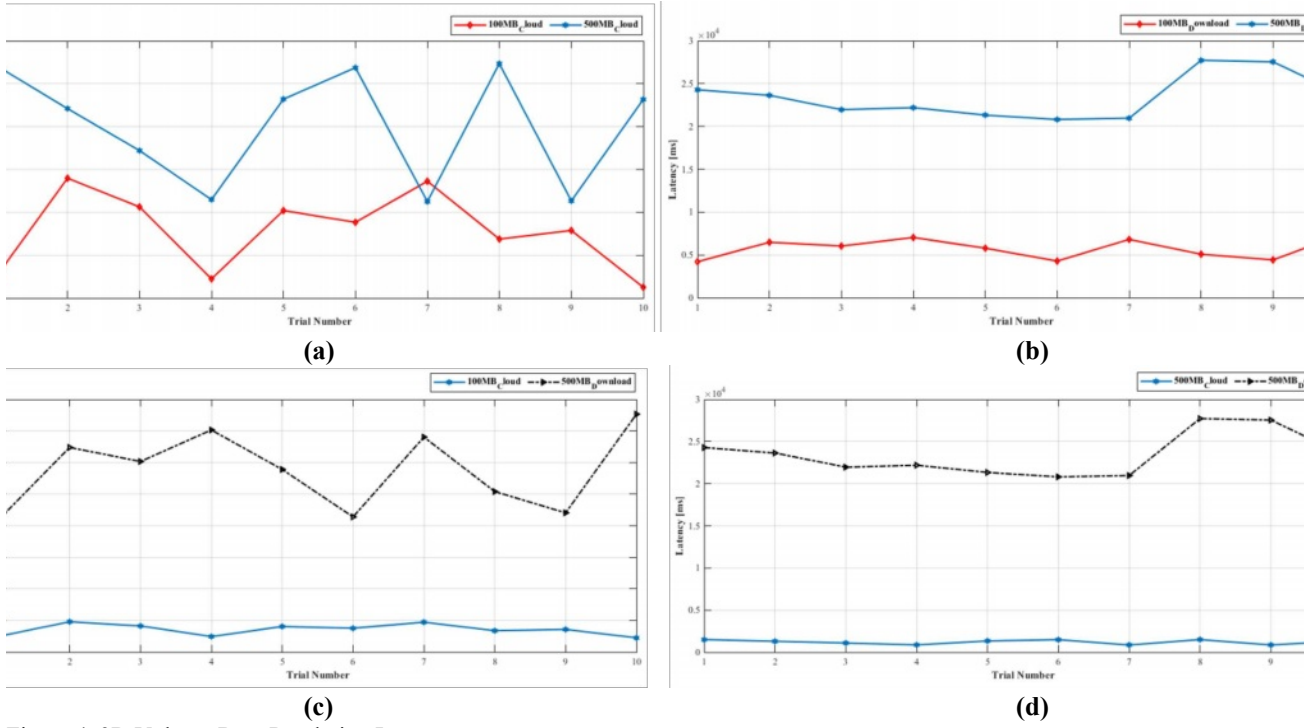 100MB_Cloud 500MB_Cloud
2 3 4 5 6 7 8 9 10
Trial Number
(a)
100MB_Download 500MB_D
×10⁴
3
2.5
2
1.5
1
0.5
0
Latency [ms]
1 2 3 4 5 6 7 8 9
Trial Number
(b)
100MB_Cloud 500MB_Download
2 3 4 5 6 7 8 9 10
Trial Number
(c)
500MB_Cloud 500MB_D
×10⁴
3
2.5
2
1.5
1
0.5
0
Latency [ms]
1 2 3 4 5 6 7 8 9
Trial Number
(d)